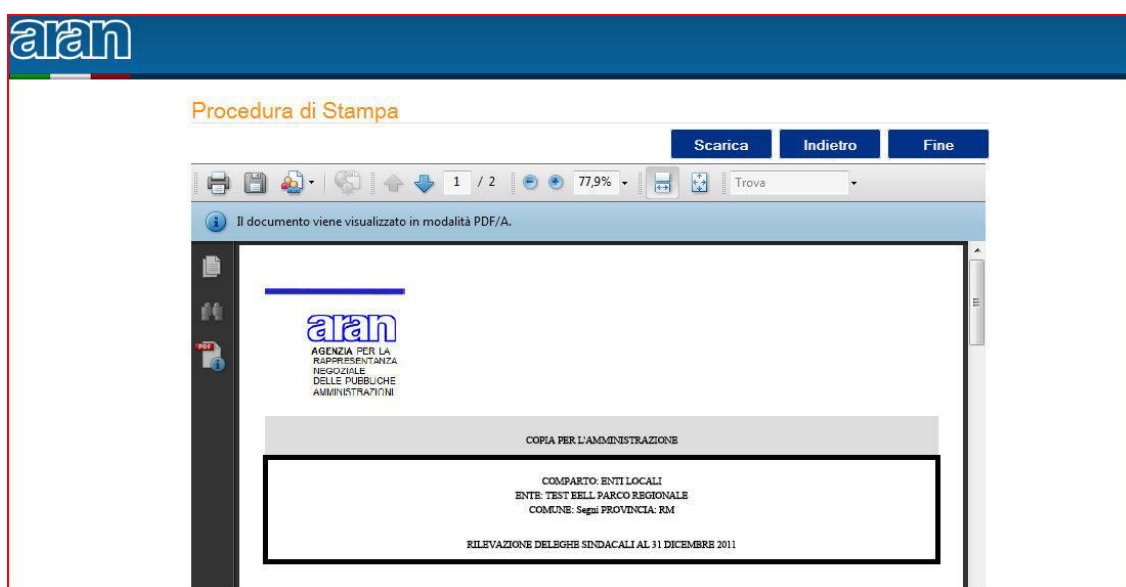 aran
Procedura di Stampa
Scarica Indietro Fine
1 / 2 77,9% Trova
Il documento viene visualizzato in modalità PDF/A.
aran
AGENZIA PER LA
RAPPRESENTANZA
NEGOZIALE
DELLE PUBBLICHE
AMMINISTRAZIONI
COPIA PER L'AMMINISTRAZIONE
COMPARTO: ENTI LOCALI
ENTE: TEST EELL PARCO REGIONALE
COMUNE: Segni PROVINCIA: RM
RILEVAZIONE DELEGHE SINDACALI AL 31 DICEMBRE 2011